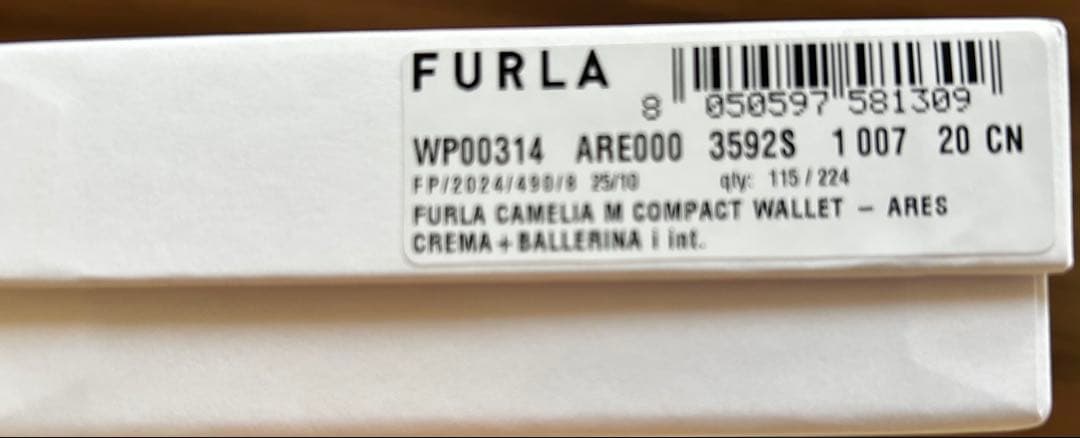 FURLA
8 050597 581309
WP00314 ARE000 3592S 1 007 20 CN
FP/2024/490/8 25/10 qty: 115/224
FURLA CAMELIA M COMPACT WALLET – ARES
CREMA+BALLERINA i int.